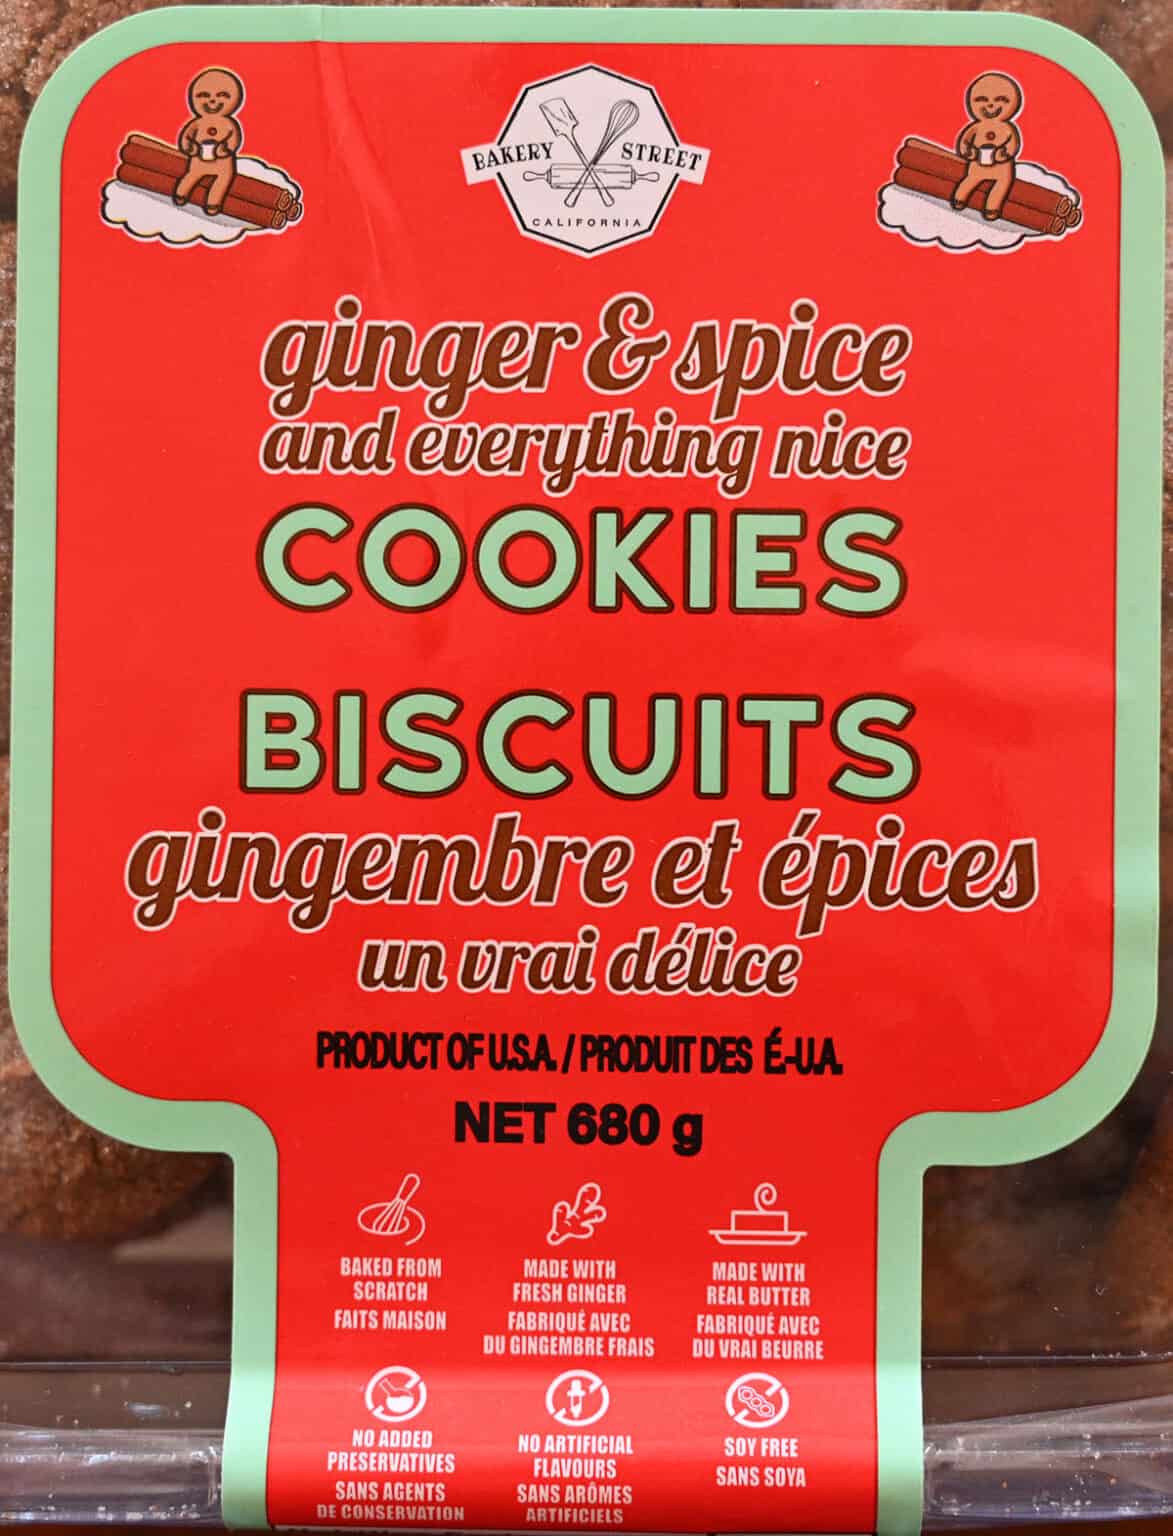 BAKERY STREET
CALIFORNIA
ginger & spice
and everything nice
COOKIES
BISCUITS
gingembre et épices
un vrai délice
PRODUCT OF U.S.A. / PRODUIT DES É-U.A.
NET 680 g
BAKED FROM
SCRATCH
FAITS MAISON
MADE WITH
FRESH GINGER
FABRIQUÉ AVEC
DU GINGEMBRE FRAIS
MADE WITH
REAL BUTTER
FABRIQUÉ AVEC
DU VRAI BEURRE
NO ADDED
PRESERVATIVES
SANS AGENTS
DE CONSERVATION
NO ARTIFICIAL
FLAVOURS
SANS ARÔMES
ARTIFICIELS
SOY FREE
SANS SOYA